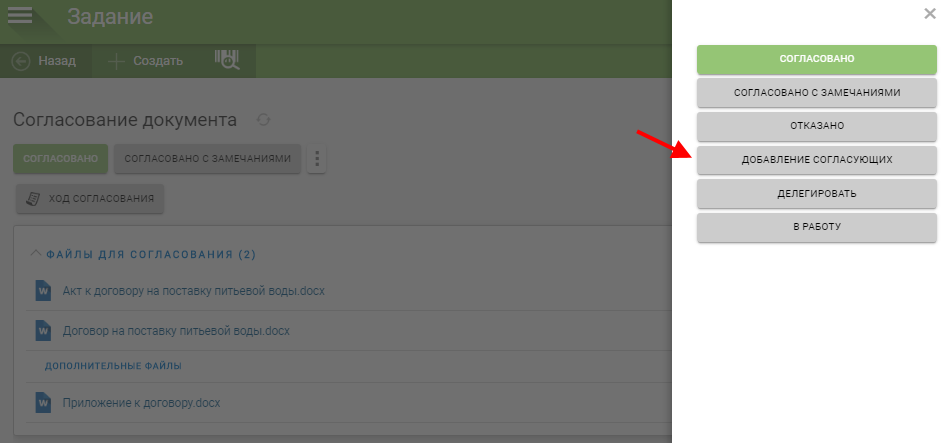 Задание
Назад
Создать
Согласование документа
СОГЛАСОВАНО
СОГЛАСОВАНО С ЗАМЕЧАНИЯМИ
ХОД СОГЛАСОВАНИЯ
ФАЙЛЫ ДЛЯ СОГЛАСОВАНИЯ (2)
Акт к договору на поставку питьевой воды.docx
Договор на поставку питьевой воды.docx
ДОПОЛНИТЕЛЬНЫЕ ФАЙЛЫ
Приложение к договору.docx
СОГЛАСОВАНО
СОГЛАСОВАНО С ЗАМЕЧАНИЯМИ
ОТКАЗАНО
ДОБАВЛЕНИЕ СОГЛАСУЮЩИХ
ДЕЛЕГИРОВАТЬ
В РАБОТУ